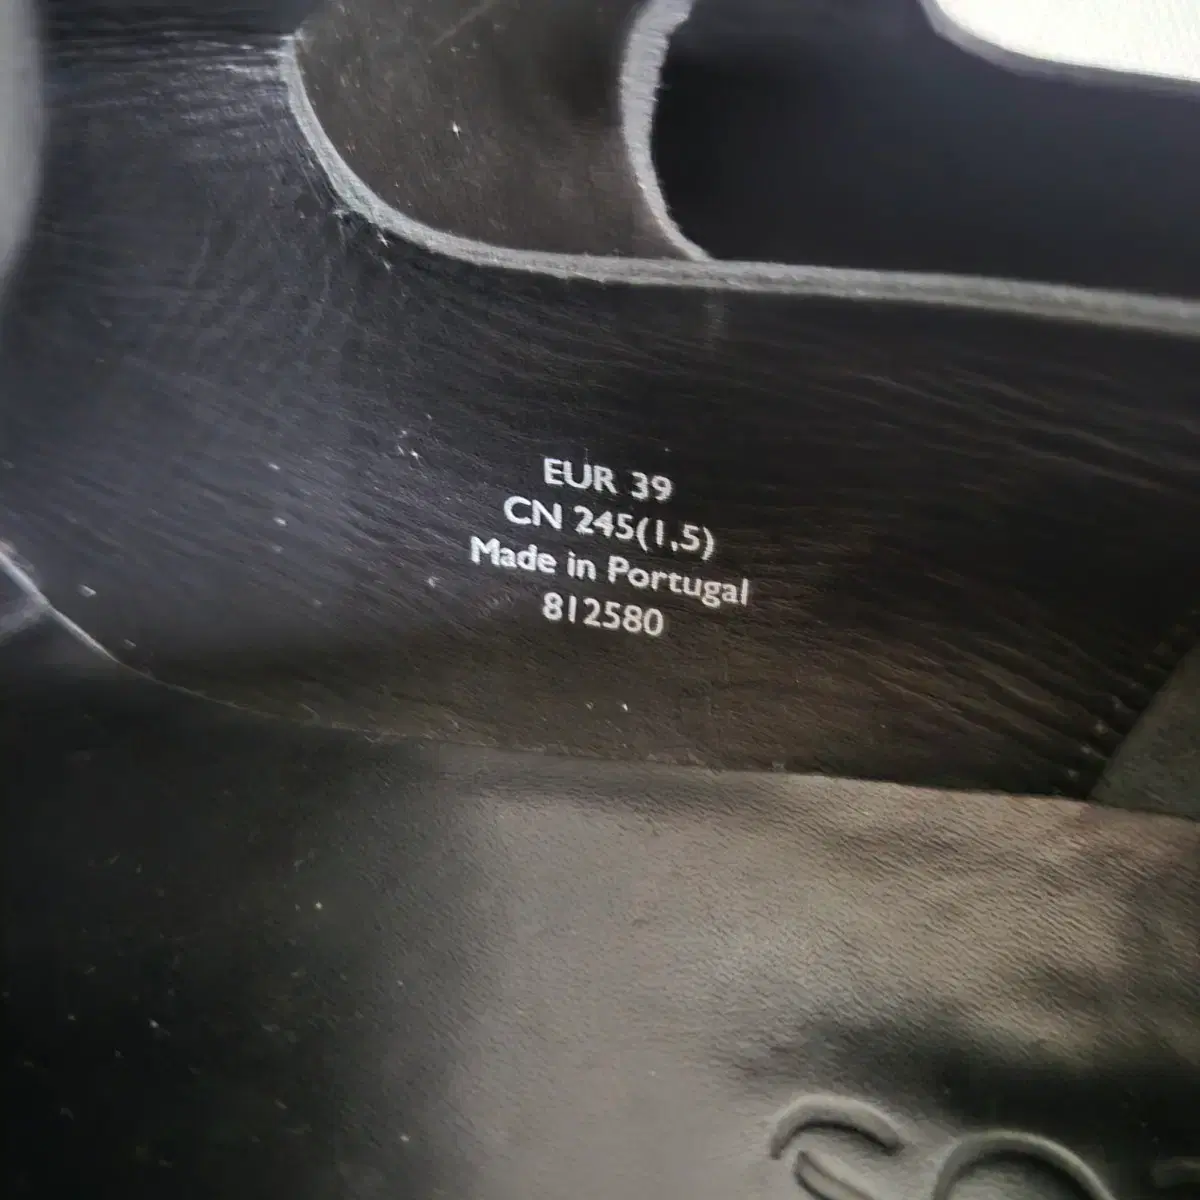 EUR 39
CN 245(1,5)
Made in Portugal
812580